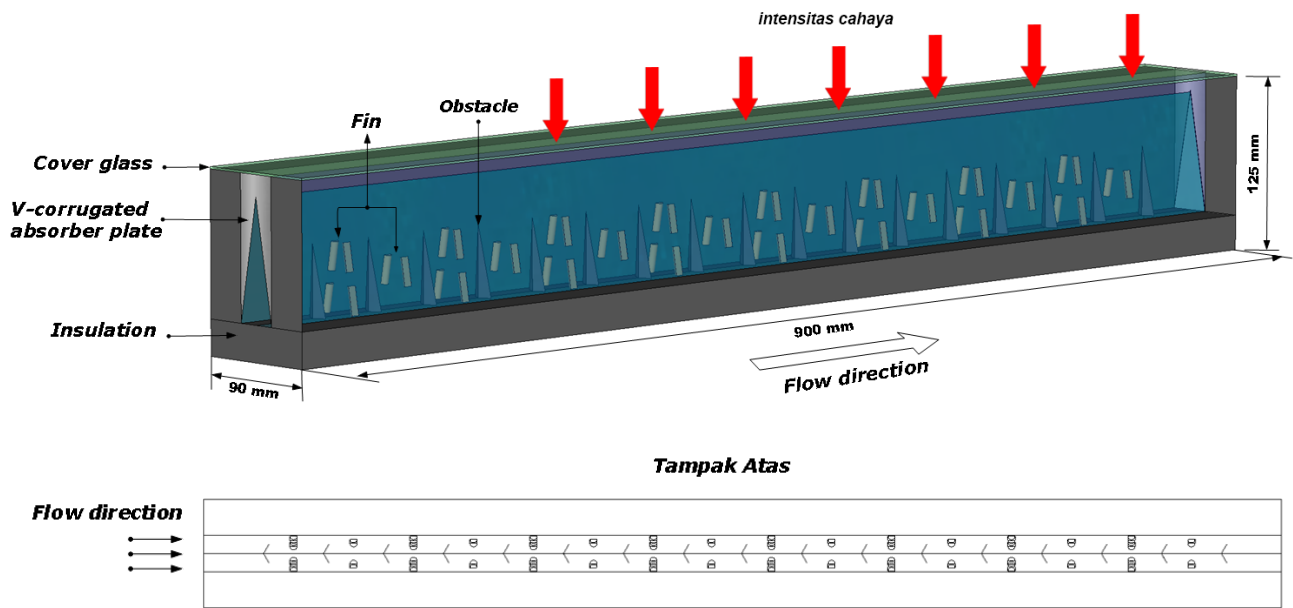 intensitas cahaya
Obstacle
Fin
Cover glass
V-corrugated
absorber plate
125 mm
Insulation
900 mm
90 mm
Flow direction
Tampak Atas
Flow direction